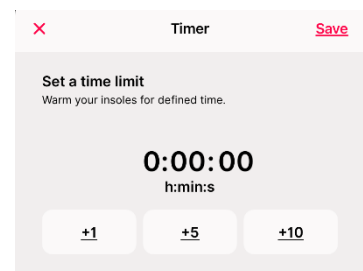 Timer Save
Set a time limit
Warm your insoles for defined time.
0:00:00
h:min:s
+1 +5 +10